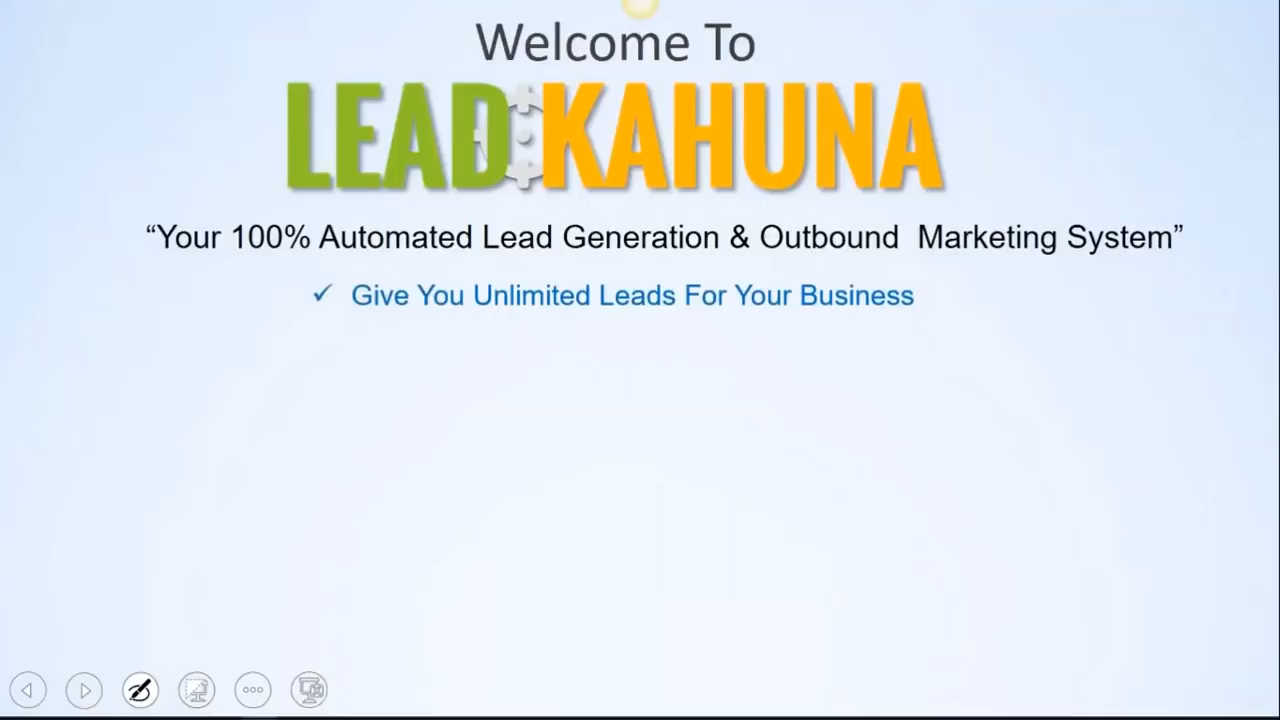 Welcome To
LEAD KAHUNA
“Your 100% Automated Lead Generation & Outbound Marketing System”
✓ Give You Unlimited Leads For Your Business